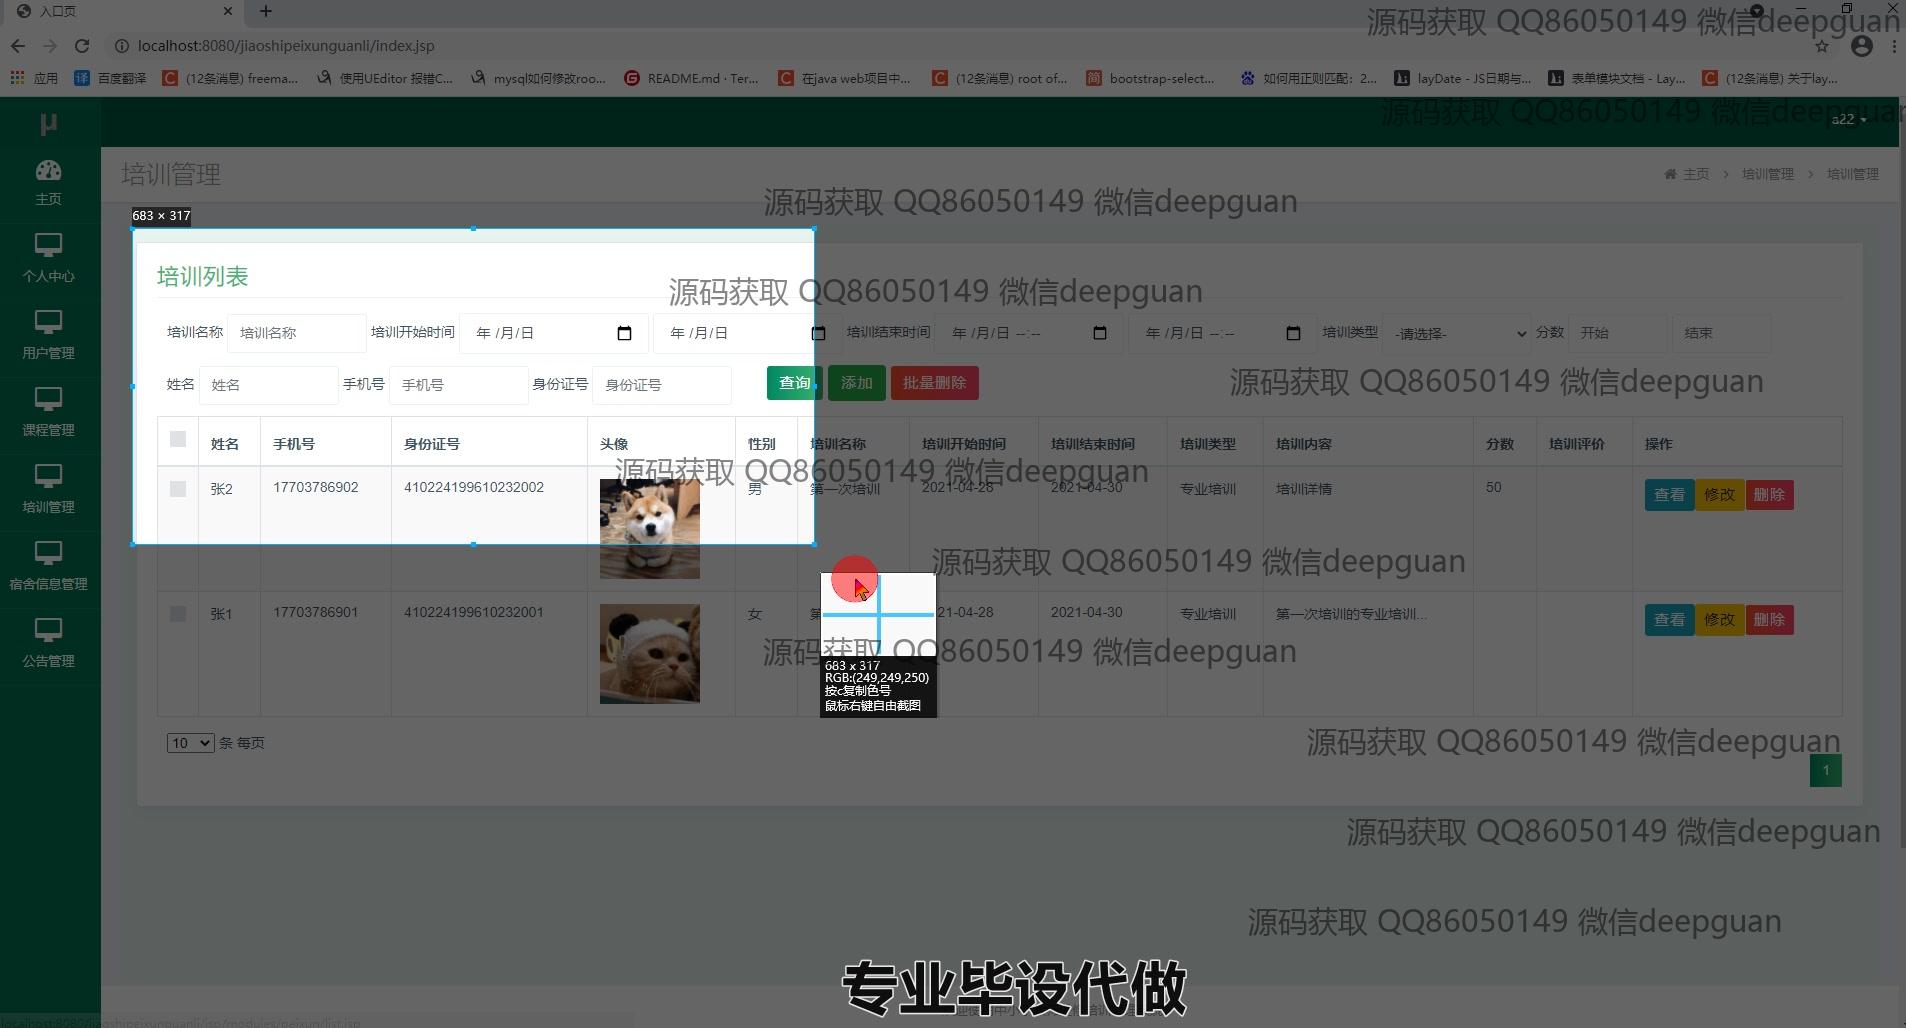 入口页
源码获取 QQ86050149 微信deepguan
localhost:8080/jiaoshipeixunguanli/index.jsp
应用 百度翻译 (12条消息) freema... 使用UEditor 报错C... mysql如何修改roo... README.md · Ter... 在java web项目中... (12条消息) root of... bootstrap-select... 如何用正则匹配：2... layDate - JS日期与... 表单模块文档 - Lay... (12条消息) 关于lay...
源码获取 QQ86050149 微信deepguan
μ a22
主页
个人中心
用户管理
课程管理
培训管理
宿舍信息管理
公告管理
培训管理 主页 > 培训管理 > 培训管理
源码获取 QQ86050149 微信deepguan
683 × 317
培训列表
源码获取 QQ86050149 微信deepguan
培训名称 培训名称 培训开始时间 年 /月/日 年 /月/日 培训结束时间 年 /月/日 --:-- 年 /月/日 --:-- 培训类型 -请选择- 分数 开始 结束
姓名 姓名 手机号 手机号 身份证号 身份证号 查询 添加 批量删除
源码获取 QQ86050149 微信deepguan
姓名 手机号 身份证号 头像 性别 培训名称 培训开始时间 培训结束时间 培训类型 培训内容 分数 培训评价 操作
源码获取 QQ86050149 微信deepguan
张2 17703786902 410224199610232002 男 第一次培训 2021-04-28 2021-04-30 专业培训 培训详情 50 查看 修改 删除
源码获取 QQ86050149 微信deepguan
张1 17703786901 410224199610232001 女 第 21-04-28 2021-04-30 专业培训 第一次培训的专业培训... 查看 修改 删除
源码获取 QQ86050149 微信deepguan
683 x 317
RGB:(249,249,250)
按c复制色号
鼠标右键自由截图
10 条 每页
源码获取 QQ86050149 微信deepguan
1
源码获取 QQ86050149 微信deepguan
源码获取 QQ86050149 微信deepguan
专业毕设代做
localhost:8080/jiaoshipeixunguanli/jsp/modules/peixun/list.jsp